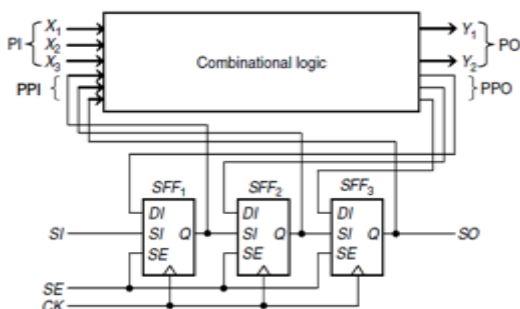 PI { X1
X2
X3
PPI {
Combinational logic
Y1 } PO
Y2
} PPO
SFF1 SFF2 SFF3
DI DI DI
SI SI Q SI Q SI Q SO
SE SE SE
SE
CK